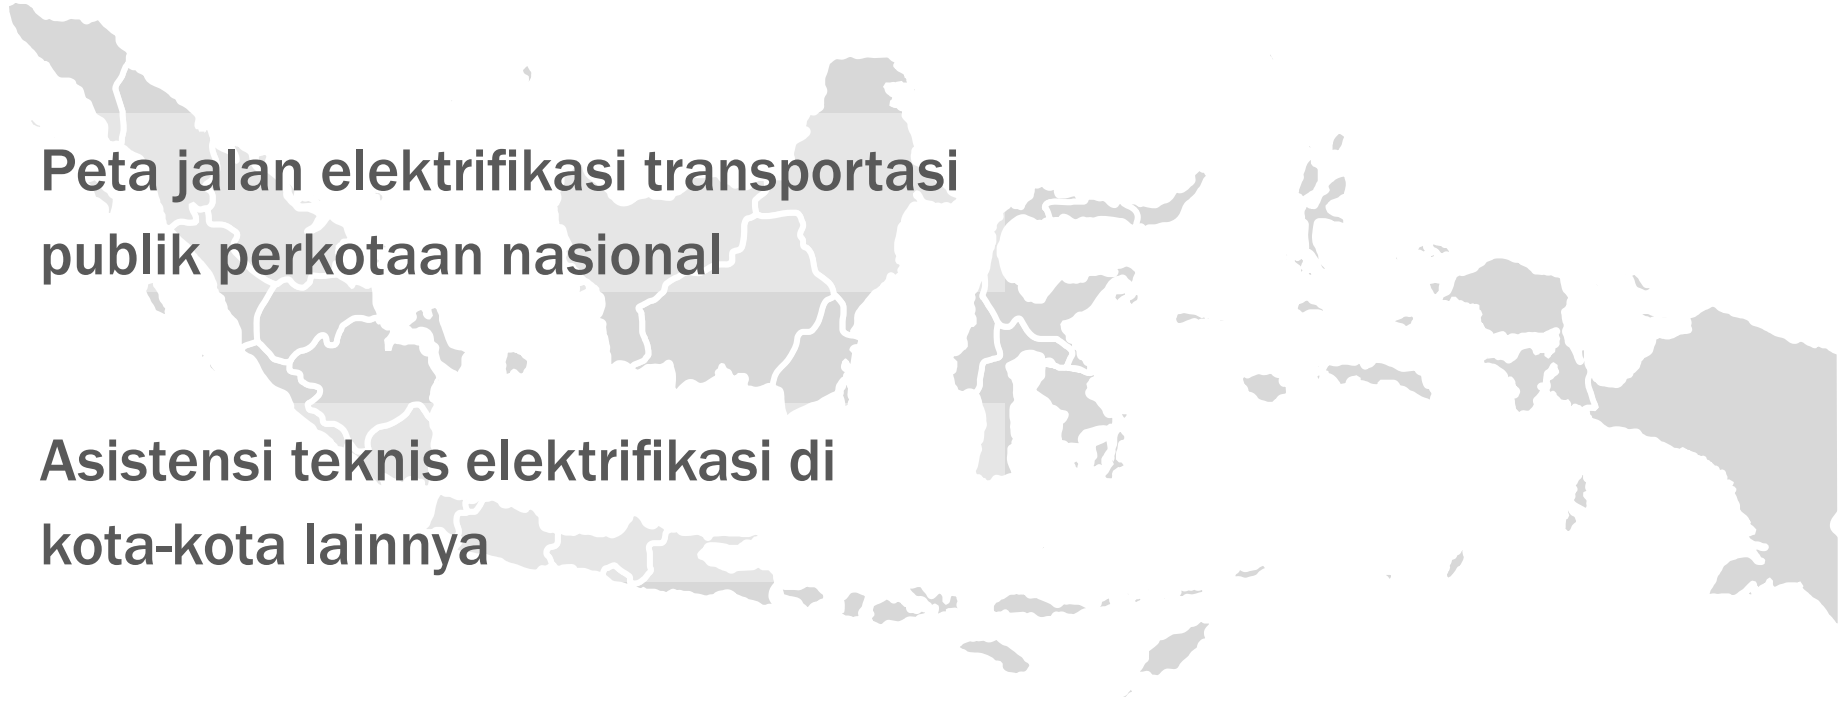 Peta jalan elektrifikasi transportasi
publik perkotaan nasional
Asistensi teknis elektrifikasi di
kota-kota lainnya